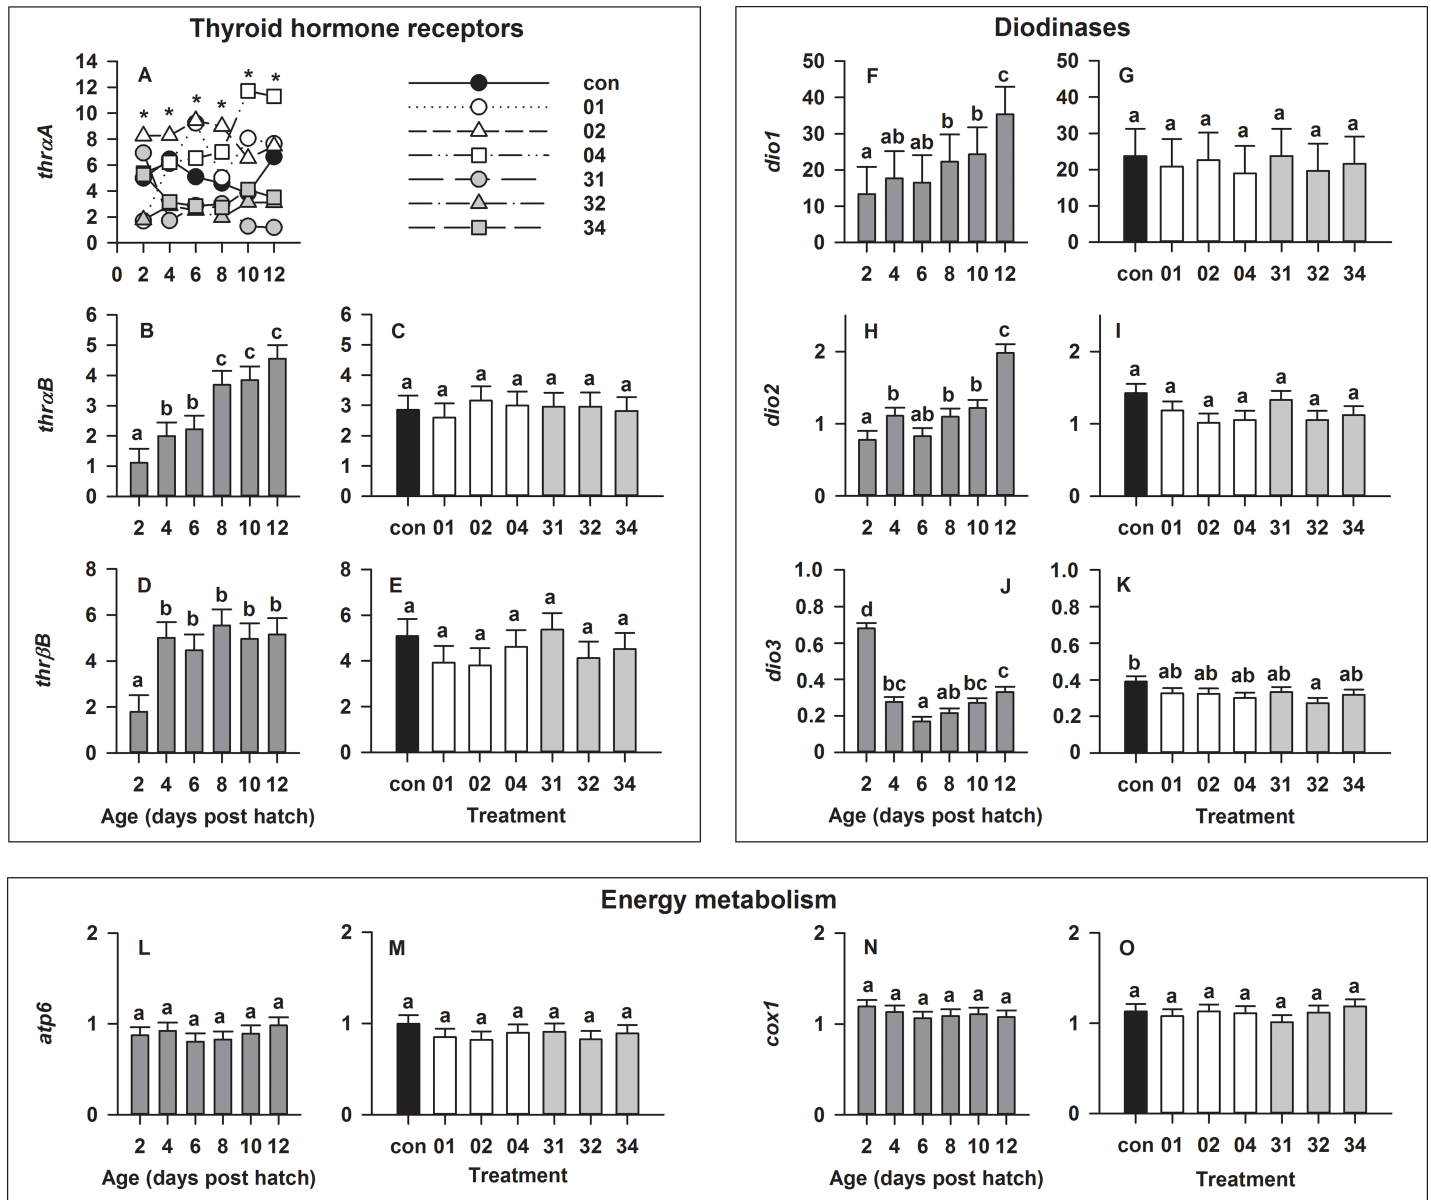 Thyroid hormone receptors
thrαA
14
12
10
8
6
4
2
0
A
* * * * * *
0 2 4 6 8 10 12
con
01
02
04
31
32
34
thrαB
6
5
4
3
2
1
0
B
a b b c c c
2 4 6 8 10 12
6
5
4
3
2
1
0
C
a a a a a a a
con 01 02 04 31 32 34
thrβB
8
6
4
2
0
D
a b b b b b
2 4 6 8 10 12
Age (days post hatch)
8
6
4
2
0
E
a a a a a a a
con 01 02 04 31 32 34
Treatment
Diodinases
dio1
50
40
30
20
10
0
F
a ab ab b b c
2 4 6 8 10 12
50
40
30
20
10
0
G
a a a a a a a
con 01 02 04 31 32 34
dio2
2
1
0
H
a b ab b b c
2 4 6 8 10 12
2
1
0
I
a a a a a a a
con 01 02 04 31 32 34
dio3
1.0
0.8
0.6
0.4
0.2
0
J
d bc a ab bc c
2 4 6 8 10 12
Age (days post hatch)
1.0
0.8
0.6
0.4
0.2
0
K
b ab ab ab ab a ab
con 01 02 04 31 32 34
Treatment
Energy metabolism
atp6
2
1
0
L
a a a a a a
2 4 6 8 10 12
Age (days post hatch)
2
1
0
M
a a a a a a a
con 01 02 04 31 32 34
Treatment
cox1
2
1
0
N
a a a a a a
2 4 6 8 10 12
Age (days post hatch)
2
1
0
O
a a a a a a a
con 01 02 04 31 32 34
Treatment